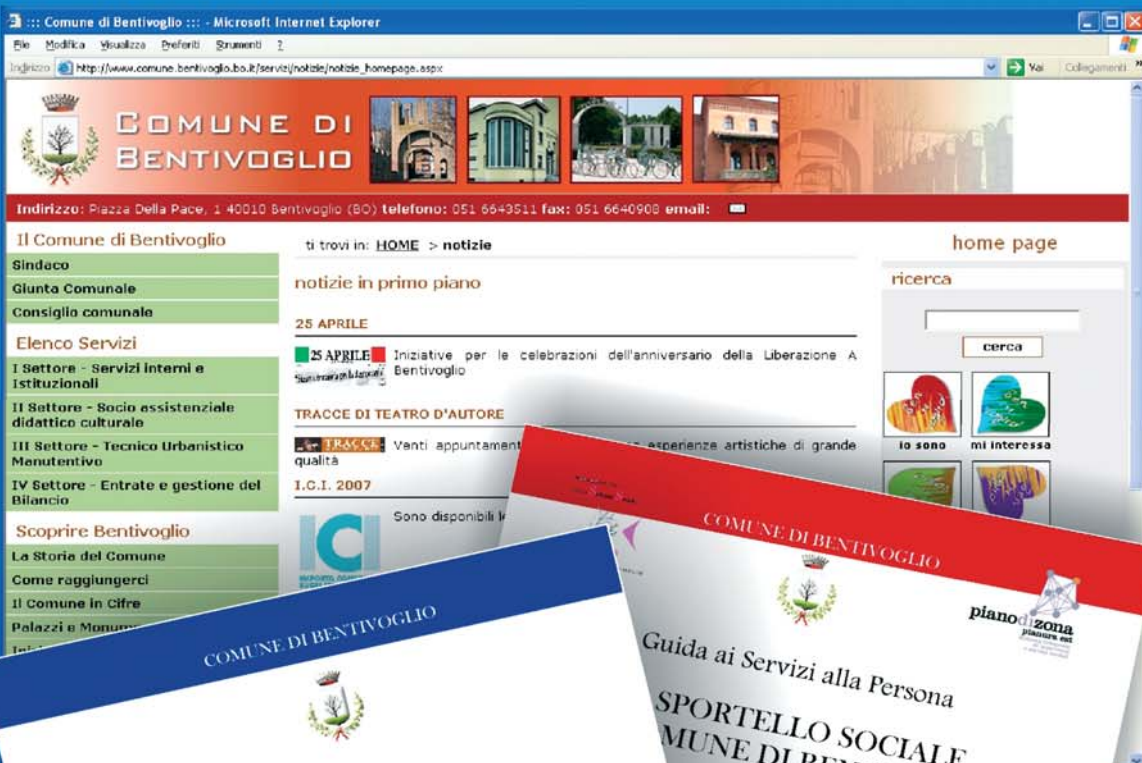 ::: Comune di Bentivoglio ::: - Microsoft Internet Explorer
File Modifica Visualizza Preferiti Strumenti ?
Indirizzo http://www.comune.bentivoglio.bo.it/servizi/notizie/notizie_homepage.aspx Vai Collegamenti »
COMUNE DI
BENTIVOGLIO
Indirizzo: Piazza Della Pace, 1 40010 Bentivoglio (BO) telefono: 051 6643511 fax: 051 6640908 email:
Il Comune di Bentivoglio
Sindaco
Giunta Comunale
Consiglio comunale
Elenco Servizi
I Settore - Servizi interni e
Istituzionali
II Settore - Socio assistenziale
didattico culturale
III Settore - Tecnico Urbanistico
Manutentivo
IV Settore - Entrate e gestione del
Bilancio
Scoprire Bentivoglio
La Storia del Comune
Come raggiungerci
Il Comune in Cifre
Palazzi e
ti trovi in: HOME > notizie
notizie in primo piano
25 APRILE
25 APRILE
Iniziative per le celebrazioni dell'anniversario della Liberazione A
Bentivoglio
TRACCE DI TEATRO D'AUTORE
TRACCE
Venti esperienze artistiche di grande
qualità
I.C.I. 2007
ICI
Sono disponibili
home page
ricerca
cerca
io sono
mi interessa
COMUNE DI BENTIVOGLIO
COMUNE DI BENTIVOGLIO
pianodizona
pianura est
Guida ai Servizi alla Persona
SPORTELLO SOCIALE
DI